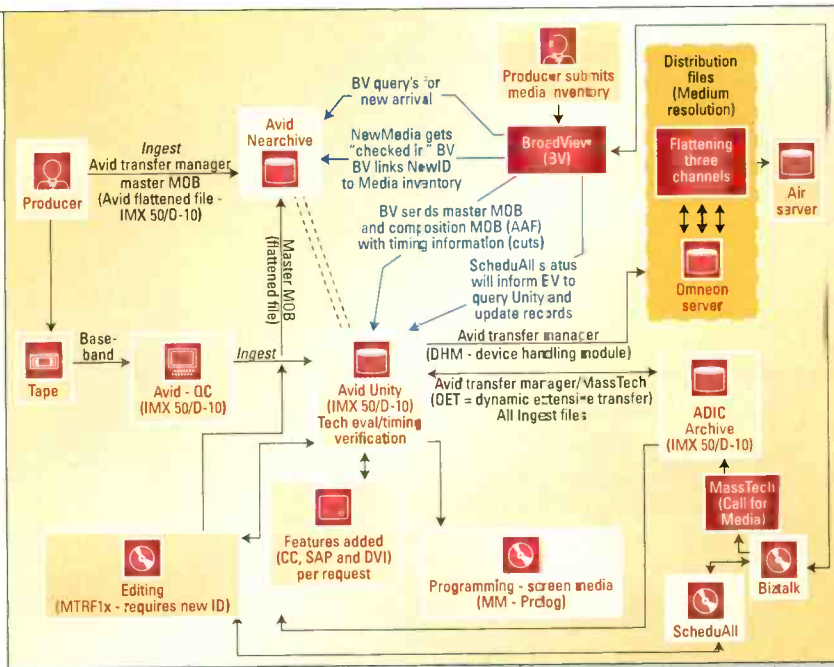 Producer submits
media inventory
Distribution
files
(Medium
resolution)
BV query's for
new arrival
Avid
Nearchive
NewMedia gets
"checked in" BV
BV links NewID
to Media inventory
BroadView
(BV)
Flattening
three
channels
Air
server
Ingest
Avid transfer manager
master MOB
(Avid flattened file -
IMX 50/D-10)
Producer
BV sends master MOB
and composition MOB (AAF)
with timing information (cuts)
Master MOB
(flattened file)
ScheduAll status
will inform BV to
query Unity and
update records
Omneon
server
Base-
band
Tape
Avid - QC
(IMX 50/D-10)
Ingest
Avid Unity
(IMX 50/D-10)
Tech eval/timing
verification
Avid transfer manager
(DHM - device handling module)
Avid transfer manager/MassTech
(DET = dynamic extensive transfer)
All Ingest files
ADIC
Archive
(IMX 50/D-10)
MassTech
(Call for
Media)
Features added
(CC, SAP and DVI)
per request
Editing
(MTRF1x - requires new ID)
Programming - screen media
(MM - Prolog)
Biztalk
ScheduAll